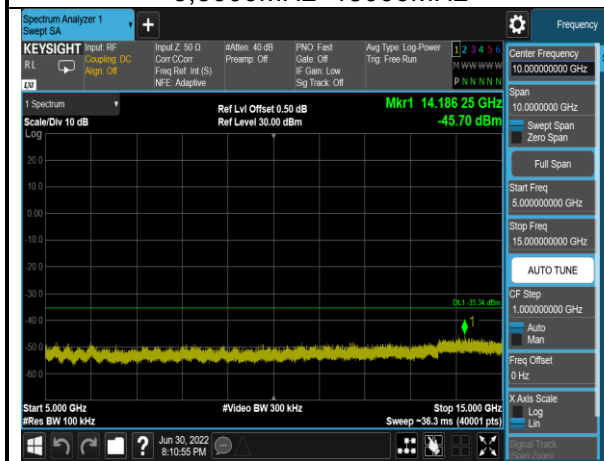 Spectrum Analyzer 1
Swept SA
+
Frequency
KEYSIGHT
RL
Input: RF
Coupling: DC
Align: Off
Input Z: 50 Ω
Corr CCorr
Freq Ref: Int (S)
NFE: Adaptive
#Atten: 40 dB
Preamp: Off
PNO: Fast
Gate: Off
IF Gain: Low
Sig Track: Off
Avg Type: Log-Power
Trig: Free Run
1 2 3 4 5 6
M W W W W W
P N N N N N
1 Spectrum
Scale/Div 10 dB
Log
Ref Lvl Offset 0.50 dB
Ref Level 30.00 dBm
Mkr1 14.186 25 GHz
-45.70 dBm
20.0
10.0
0.00
-10.0
-20.0
-30.0
-40.0
-50.0
-60.0
DL1 -35.34 dBm
1
Start 5.000 GHz
#Res BW 100 kHz
#Video BW 300 kHz
Stop 15.000 GHz
Sweep ~36.3 ms (40001 pts)
Center Frequency
10.000000000 GHz
Span
10.0000000 GHz
Swept Span
Zero Span
Full Span
Start Freq
5.000000000 GHz
Stop Freq
15.000000000 GHz
AUTO TUNE
CF Step
1.000000000 GHz
Auto
Man
Freq Offset
0 Hz
X Axis Scale
Log
Lin
Signal Track
(Span Zoom)
?
Jun 30, 2022
8:10:55 PM